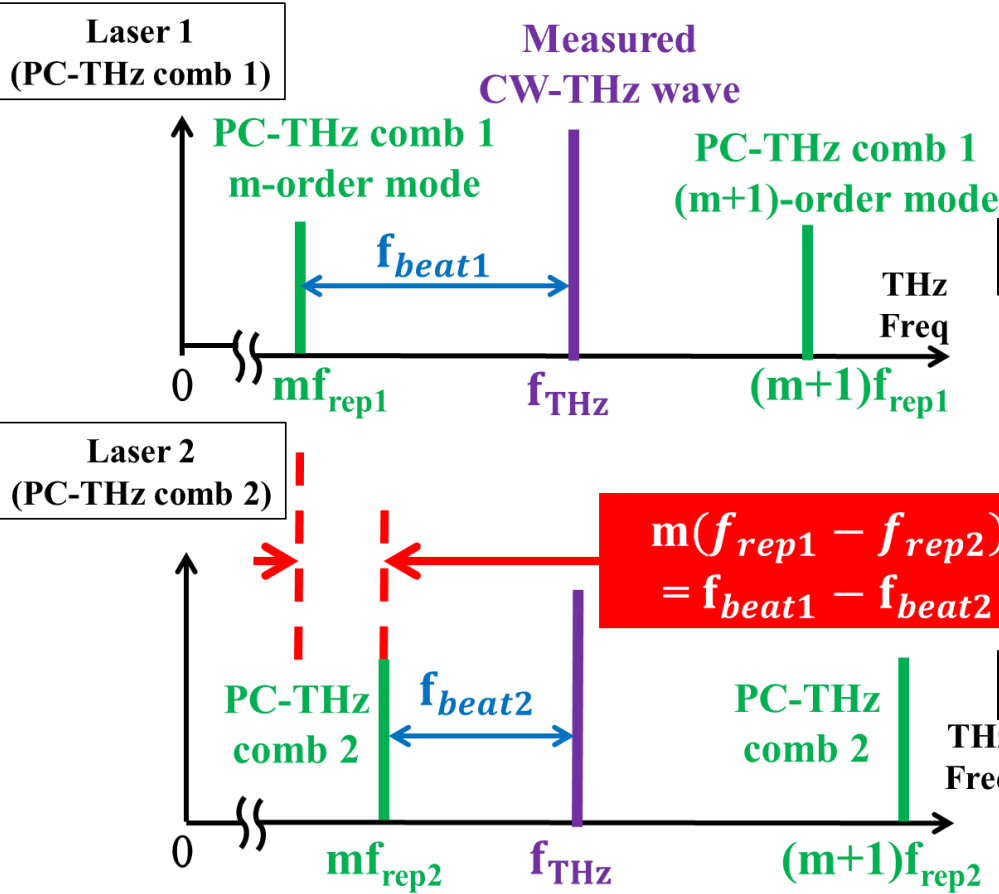 Laser 1
(PC-THz comb 1)
Measured
CW-THz wave
PC-THz comb 1
m-order mode
PC-THz comb 1
(m+1)-order mode
f_beat1
THz
Freq
0
mf_rep1
f_THz
(m+1)f_rep1
Laser 2
(PC-THz comb 2)
m(f_rep1 − f_rep2)
= f_beat1 − f_beat2
PC-THz
comb 2
f_beat2
PC-THz
comb 2
THz
Freq
0
mf_rep2
f_THz
(m+1)f_rep2